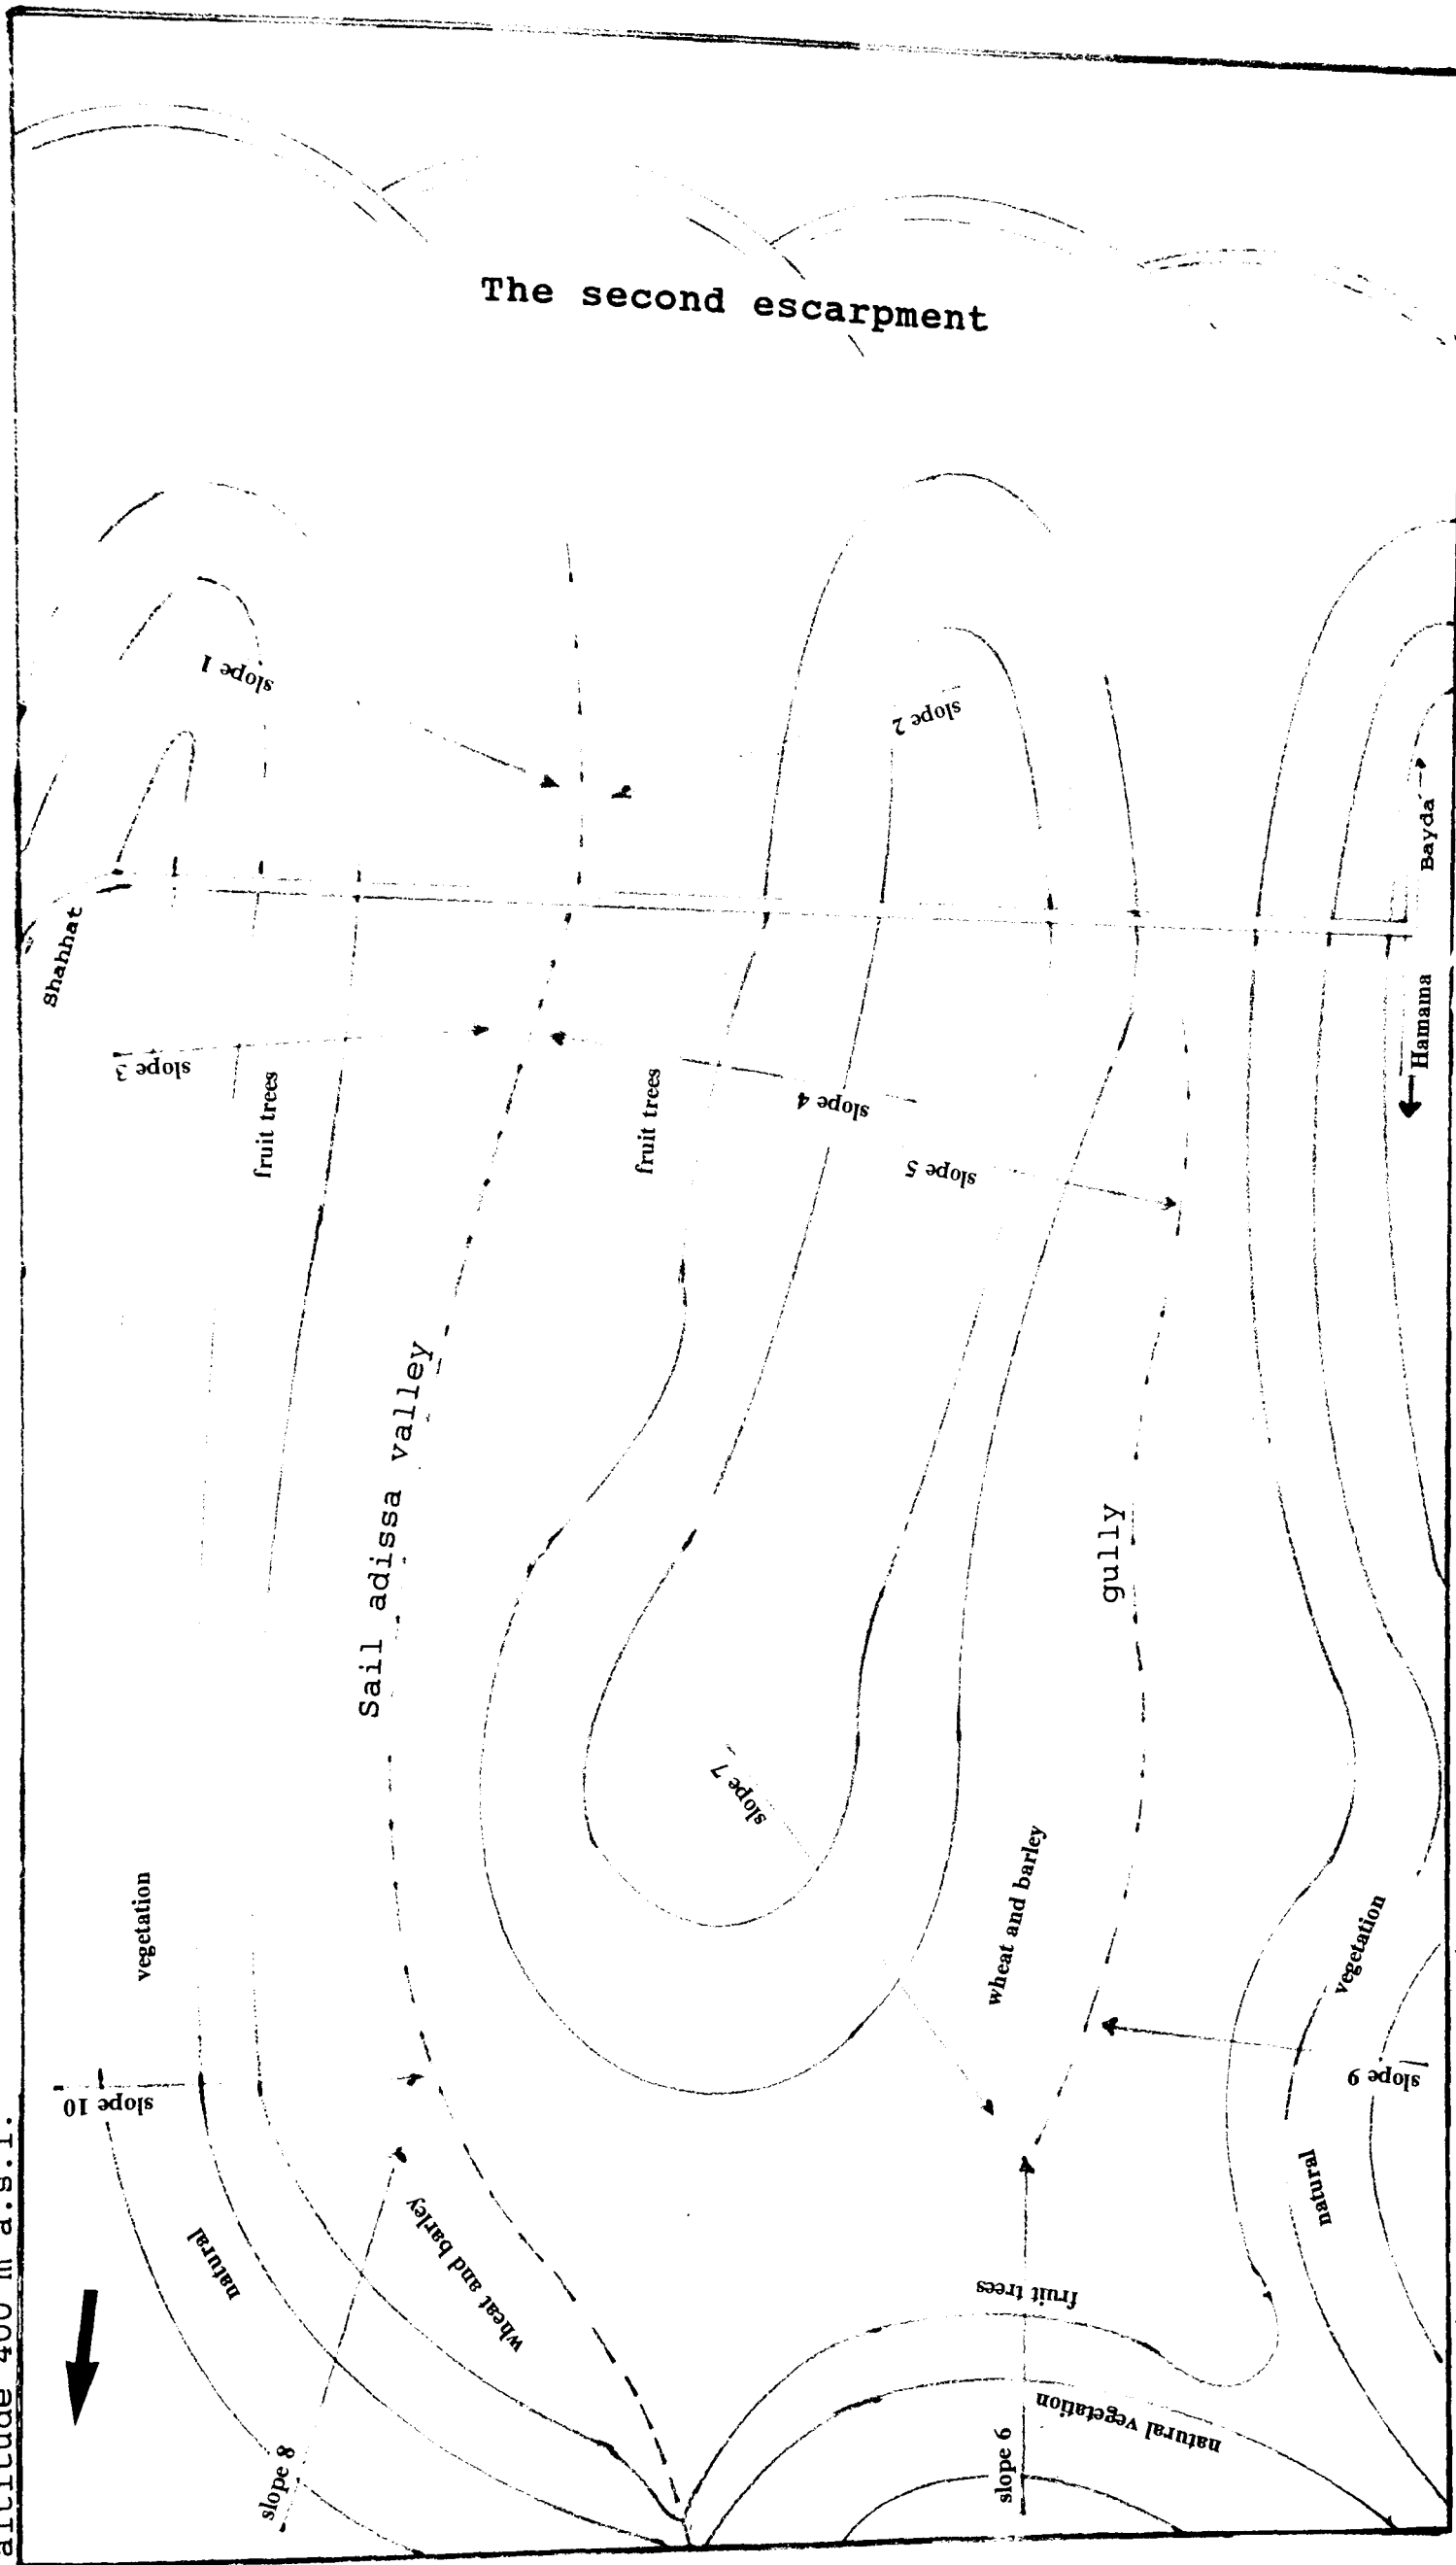 The second escarpment
slope 1
slope 2
Bayda
Shahhat
Hamama
slope 3
fruit trees
fruit trees
slope 4
slope 5
Sail adissa valley
gully
slope 7
wheat and barley
vegetation
vegetation
slope 10
slope 9
natural
natural
wheat and barley
fruit trees
natural vegetation
slope 8
slope 6
altitude 400 m a.s.l.